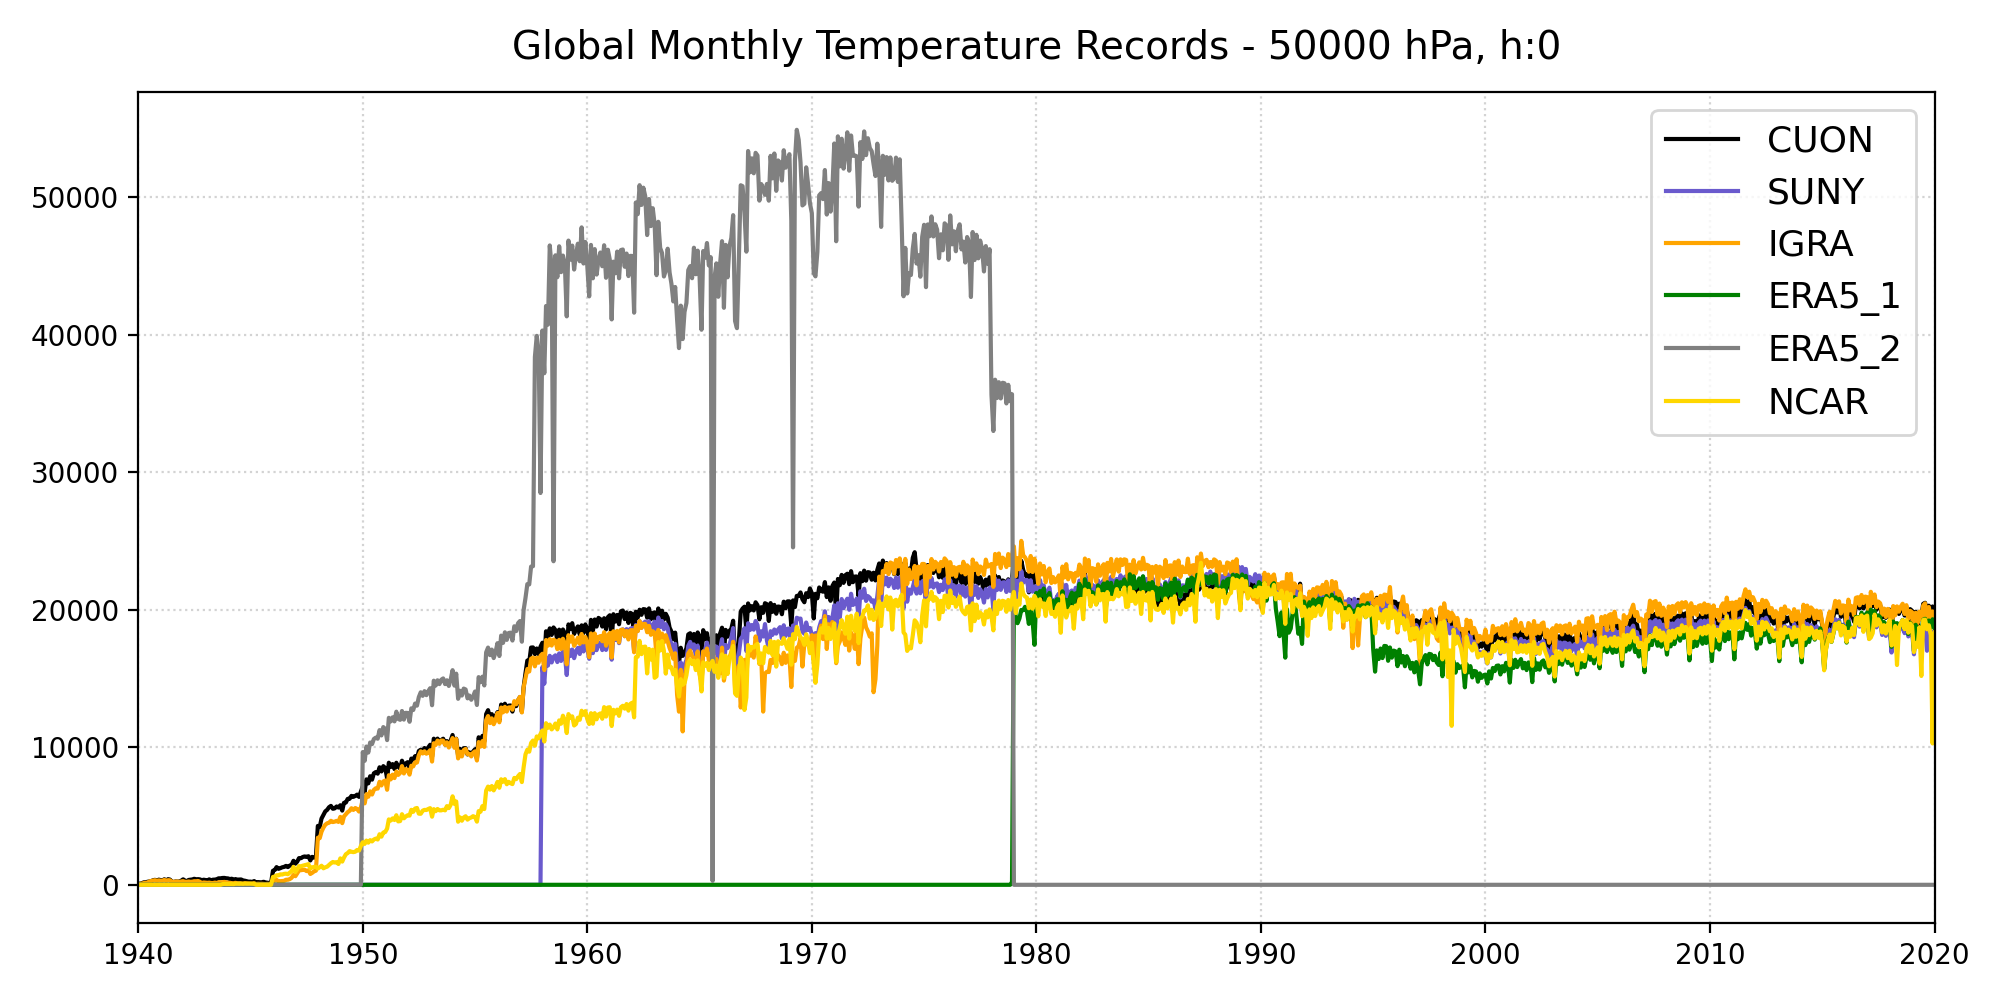 Global Monthly Temperature Records - 50000 hPa, h:0
CUON
SUNY
IGRA
ERA5_1
ERA5_2
NCAR
50000
40000
30000
20000
10000
0
1940 1950 1960 1970 1980 1990 2000 2010 2020